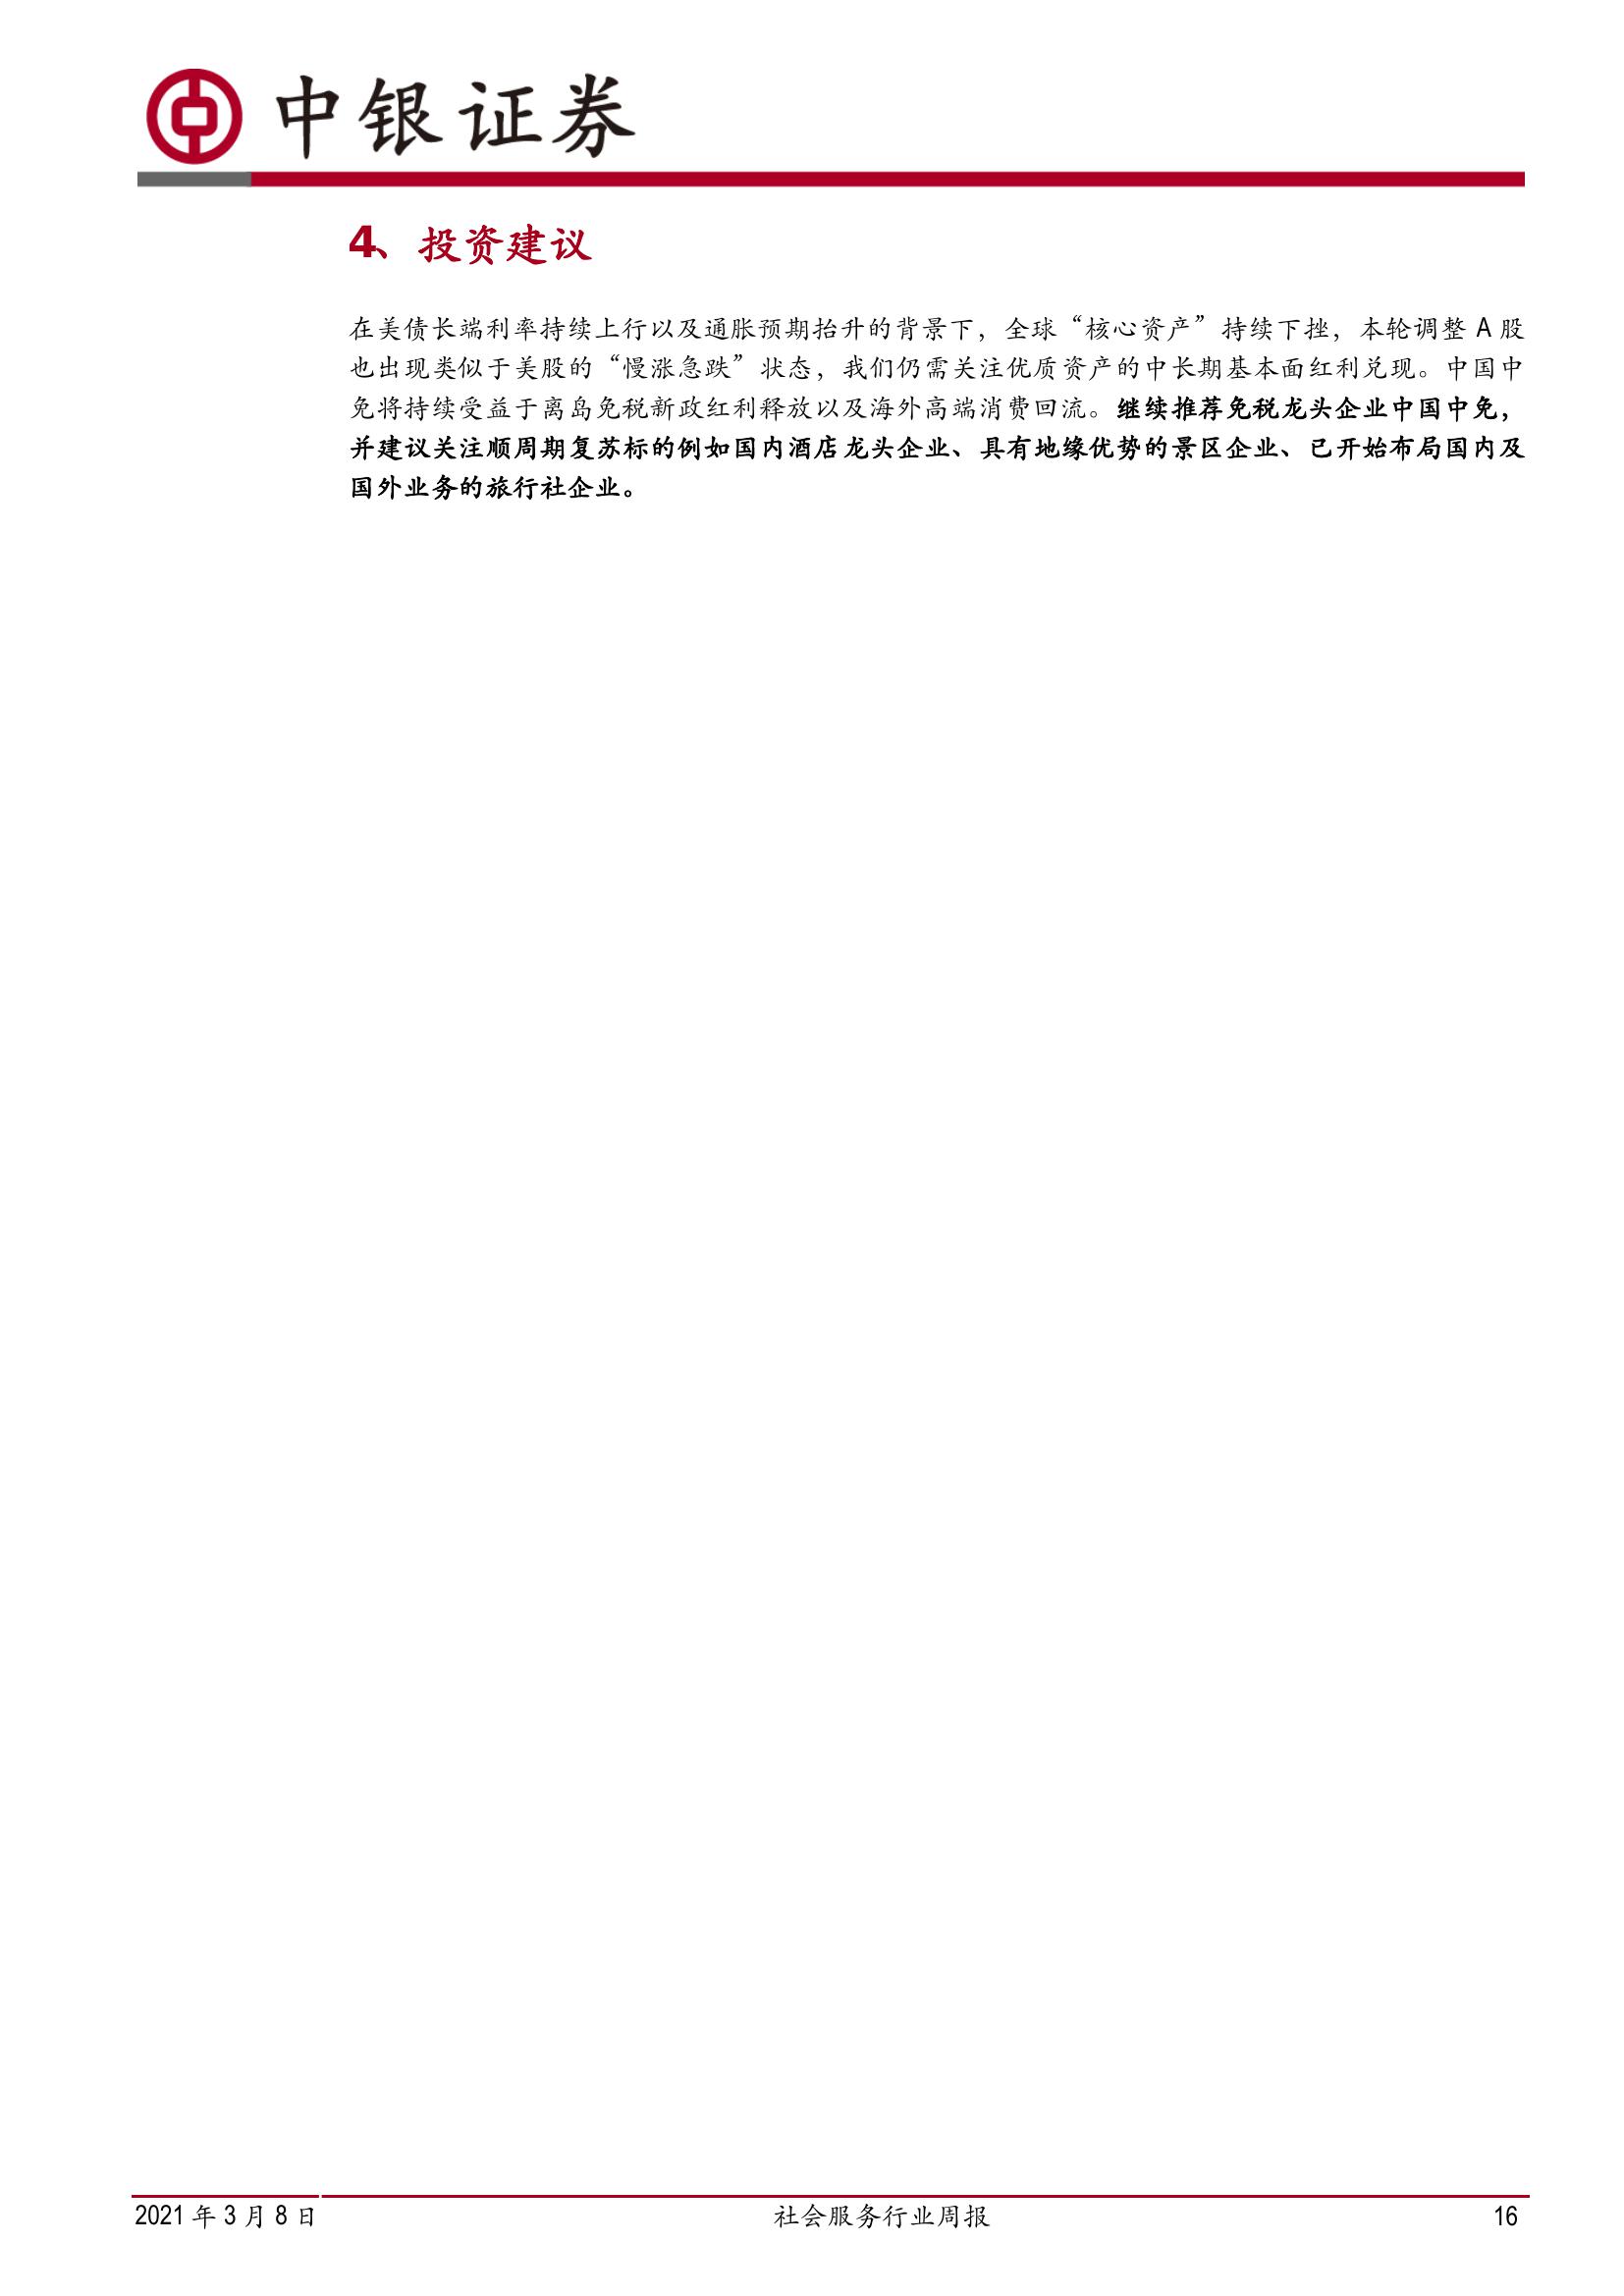 中银证券
4、投资建议
在美债长端利率持续上行以及通胀预期抬升的背景下，全球“核心资产”持续下挫，本轮调整 A 股
也出现类似于美股的“慢涨急跌”状态，我们仍需关注优质资产的中长期基本面红利兑现。中国中
免将持续受益于离岛免税新政红利释放以及海外高端消费回流。继续推荐免税龙头企业中国中免，
并建议关注顺周期复苏标的例如国内酒店龙头企业、具有地缘优势的景区企业、已开始布局国内及
国外业务的旅行社企业。
2021 年 3 月 8 日 社会服务行业周报 16